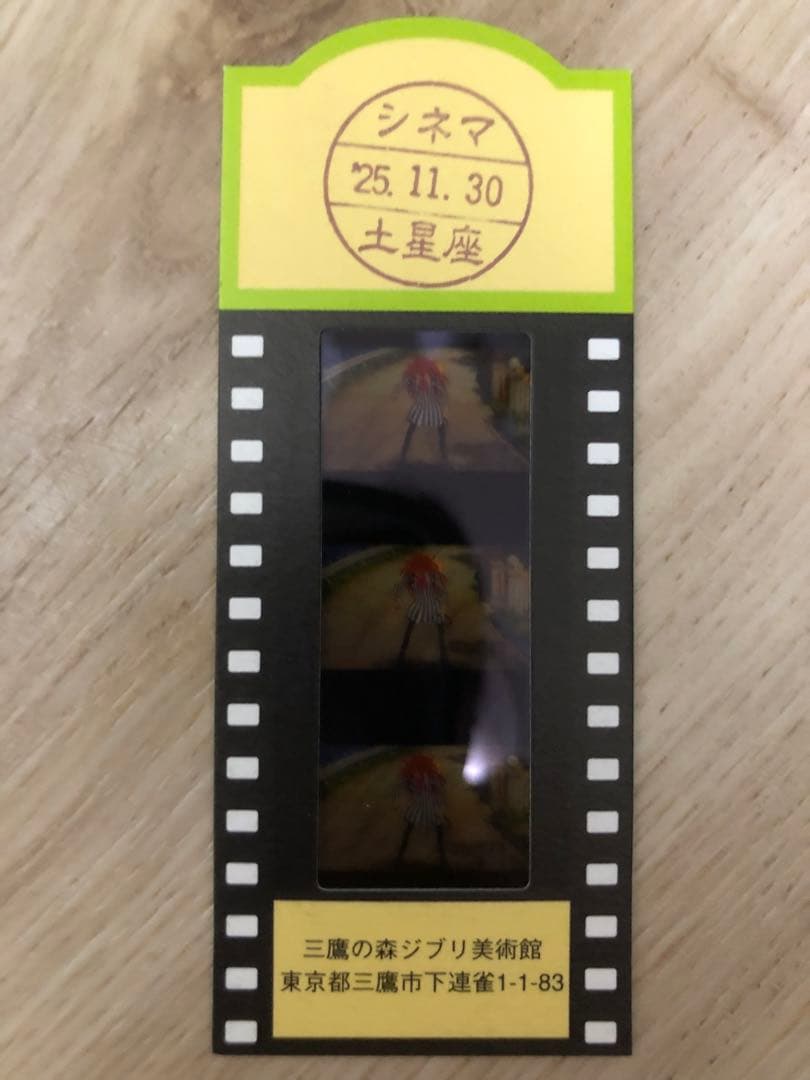 シネマ
'25.11.30
土星座
三鷹の森ジブリ美術館
東京都三鷹市下連雀1-1-83